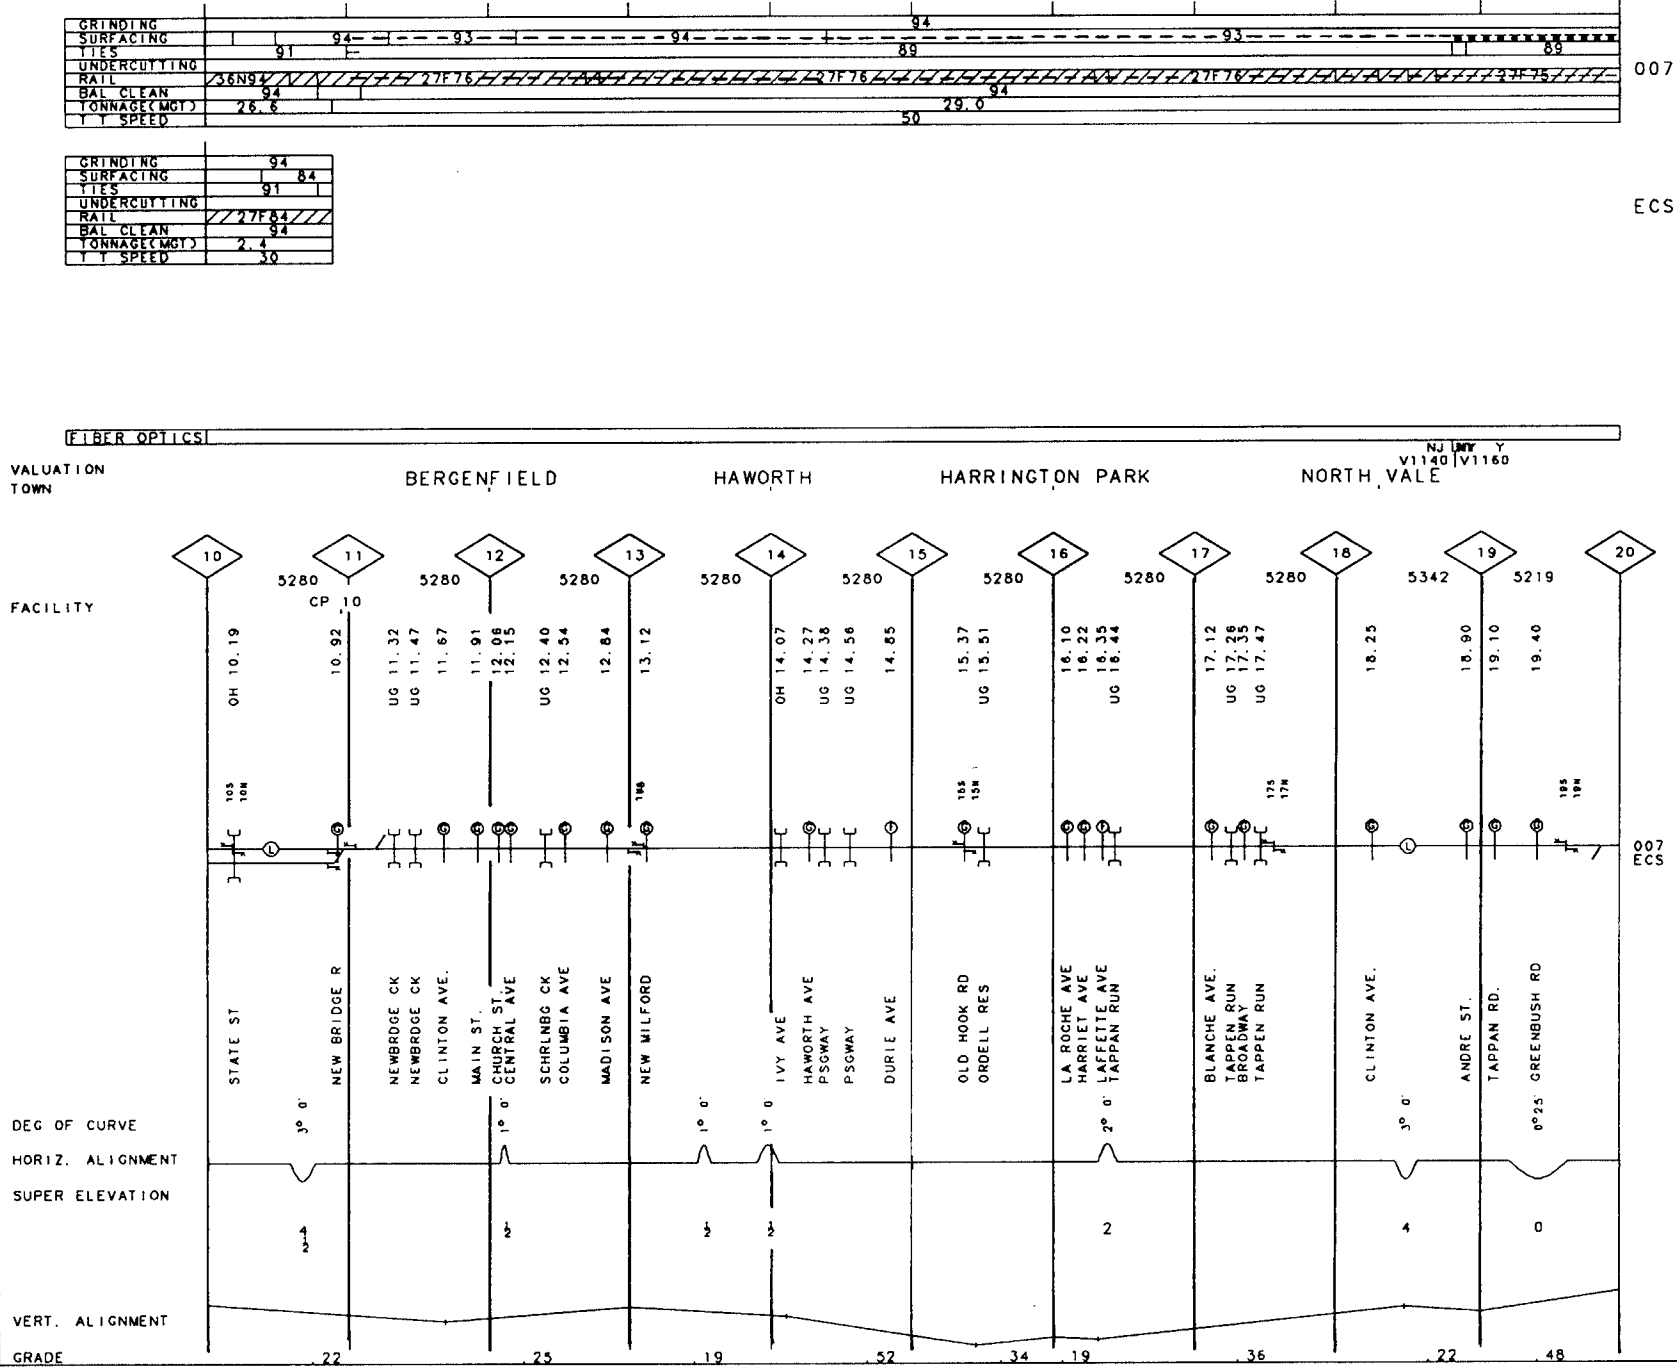 GRINDING 94
SURFACING 94 93 94 93
TIES 91 89 89
UNDERCUTTING
007
RAIL 36N94 27F76 27F76 27F76 27F75
BAL CLEAN 94 94
TONNAGE(MGT) 26.6 29.0
T T SPEED 50
GRINDING 94
SURFACING 84
TIES 91
UNDERCUTTING
ECS
RAIL 27F84
BAL CLEAN 94
TONNAGE(MGT) 2.4
T T SPEED 30
FIBER OPTICS
NJ NY Y
V1140 V1160
VALUATION
TOWN BERGENFIELD HAWORTH HARRINGTON PARK NORTH VALE
10 11 12 13 14 15 16 17 18 19 20
5280 5280 5280 5280 5280 5280 5280 5280 5342 5219
CP 10
FACILITY
OH 10.19
10.92
UG 11.32
UG 11.47
11.67
11.91
12.06
12.15
UG 12.40
12.54
12.84
13.12
OH 14.07
14.27
UG 14.38
UG 14.56
14.85
15.37
UG 15.51
16.10
16.22
16.35
UG 16.44
17.12
UG 17.26
17.35
UG 17.47
18.25
18.90
19.10
19.40
10S
10N
15N
17S
17N
19S
19N
G L G G G G G G G G G F G G G F G G G L G G G
007
ECS
STATE ST
NEW BRIDGE R
NEWBRDGE CK
NEWBRDGE CK
CLINTON AVE.
MAIN ST.
CHURCH ST.
CENTRAL AVE
SCHRLNBG CK
COLUMBIA AVE
MADISON AVE
NEW MILFORD
IVY AVE
HAWORTH AVE
PSGWAY
PSGWAY
DURIE AVE
OLD HOOK RD
ORDELL RES
LA ROCHE AVE
HARRIET AVE
LAFFETTE AVE
TAPPAN RUN
BLANCHE AVE.
TAPPEN RUN
BROADWAY
TAPPEN RUN
CLINTON AVE.
ANDRE ST.
TAPPAN RD.
GREENBUSH RD
DEG OF CURVE 3° 0' 1° 0' 1° 0' 1° 0 2° 0' 3° 0' 0° 25'
HORIZ. ALIGNMENT
SUPER ELEVATION
4 ½ ½ ½ ½ 2 4 0
VERT. ALIGNMENT
GRADE .22 .25 .19 .52 .34 .19 .36 .22 .48